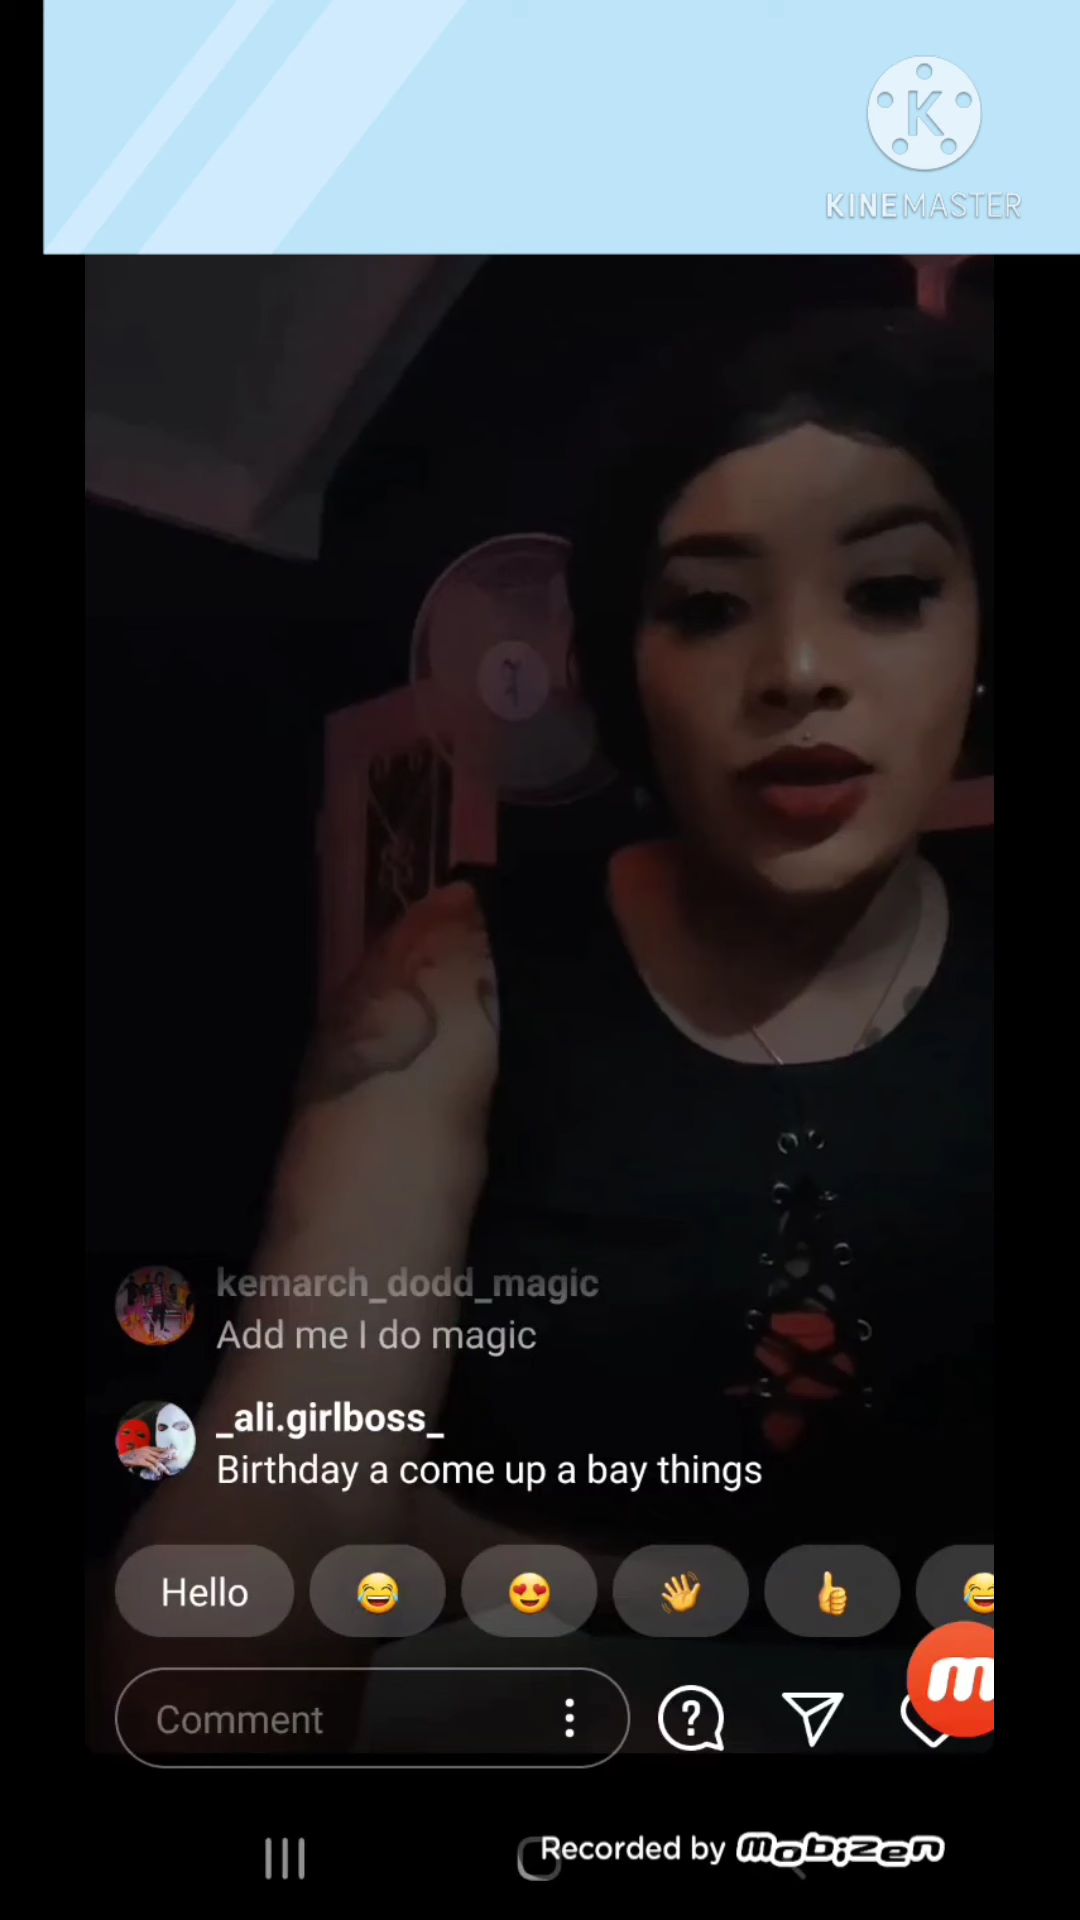 K
KINEMASTER
kemarch_dodd_magic
Add me I do magic
_ali.girlboss_
Birthday a come up a bay things
Hello
Comment
Recorded by mobizen